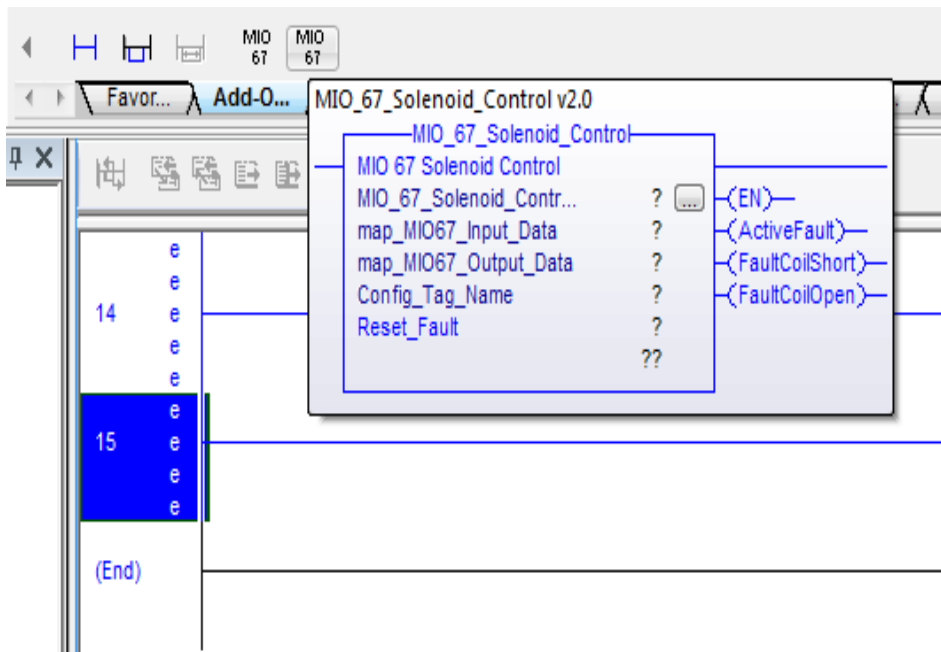 MIO 67
MIO 67
Favor...
Add-O...
MIO_67_Solenoid_Control v2.0
MIO_67_Solenoid_Control
MIO 67 Solenoid Control
MIO_67_Solenoid_Contr... ? ... (EN)
map_MIO67_Input_Data ? (ActiveFault)
map_MIO67_Output_Data ? (FaultCoilShort)
Config_Tag_Name ? (FaultCoilOpen)
Reset_Fault ?
??
e
e
14 e
e
e
e
15 e
e
e
(End)